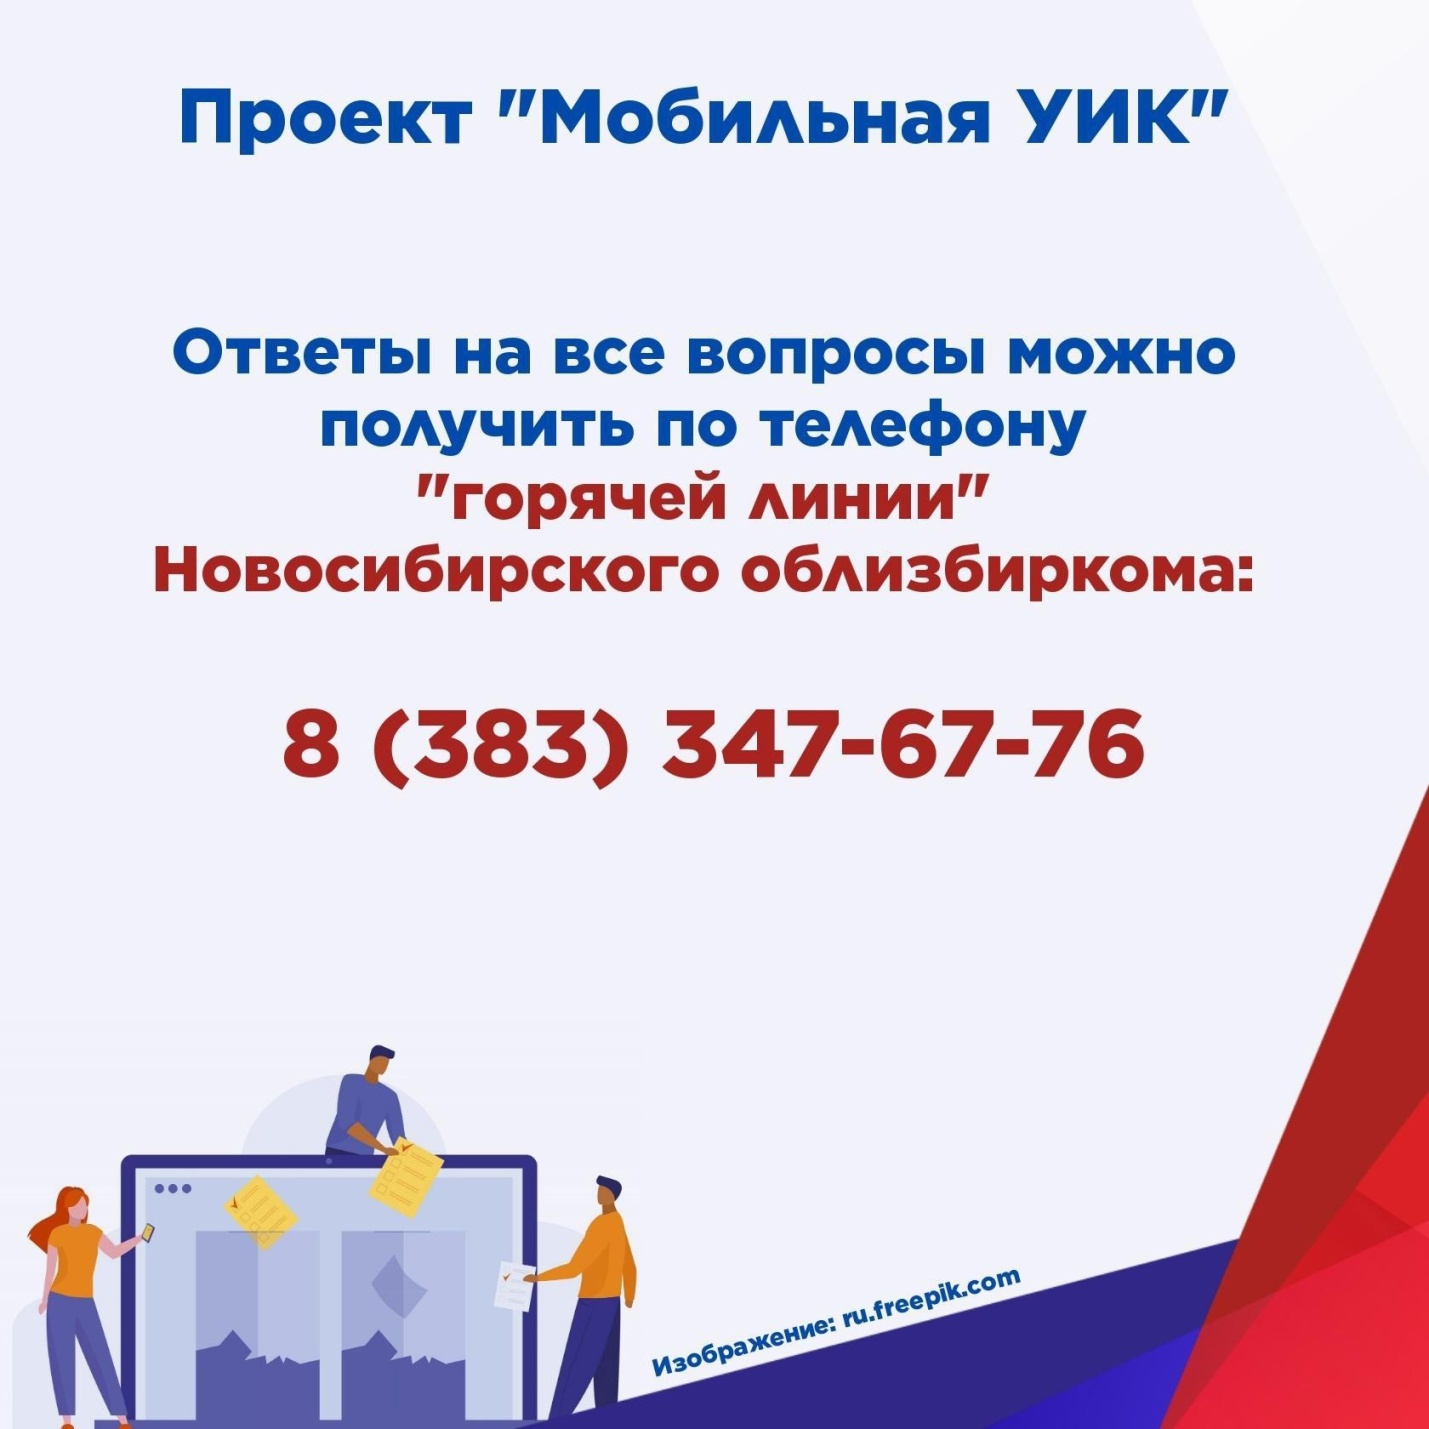 Проект "Мобильная УИК"
Ответы на все вопросы можно
получить по телефону
"горячей линии"
Новосибирского облизбиркома:
8 (383) 347-67-76
Изображение: ru.freepik.com